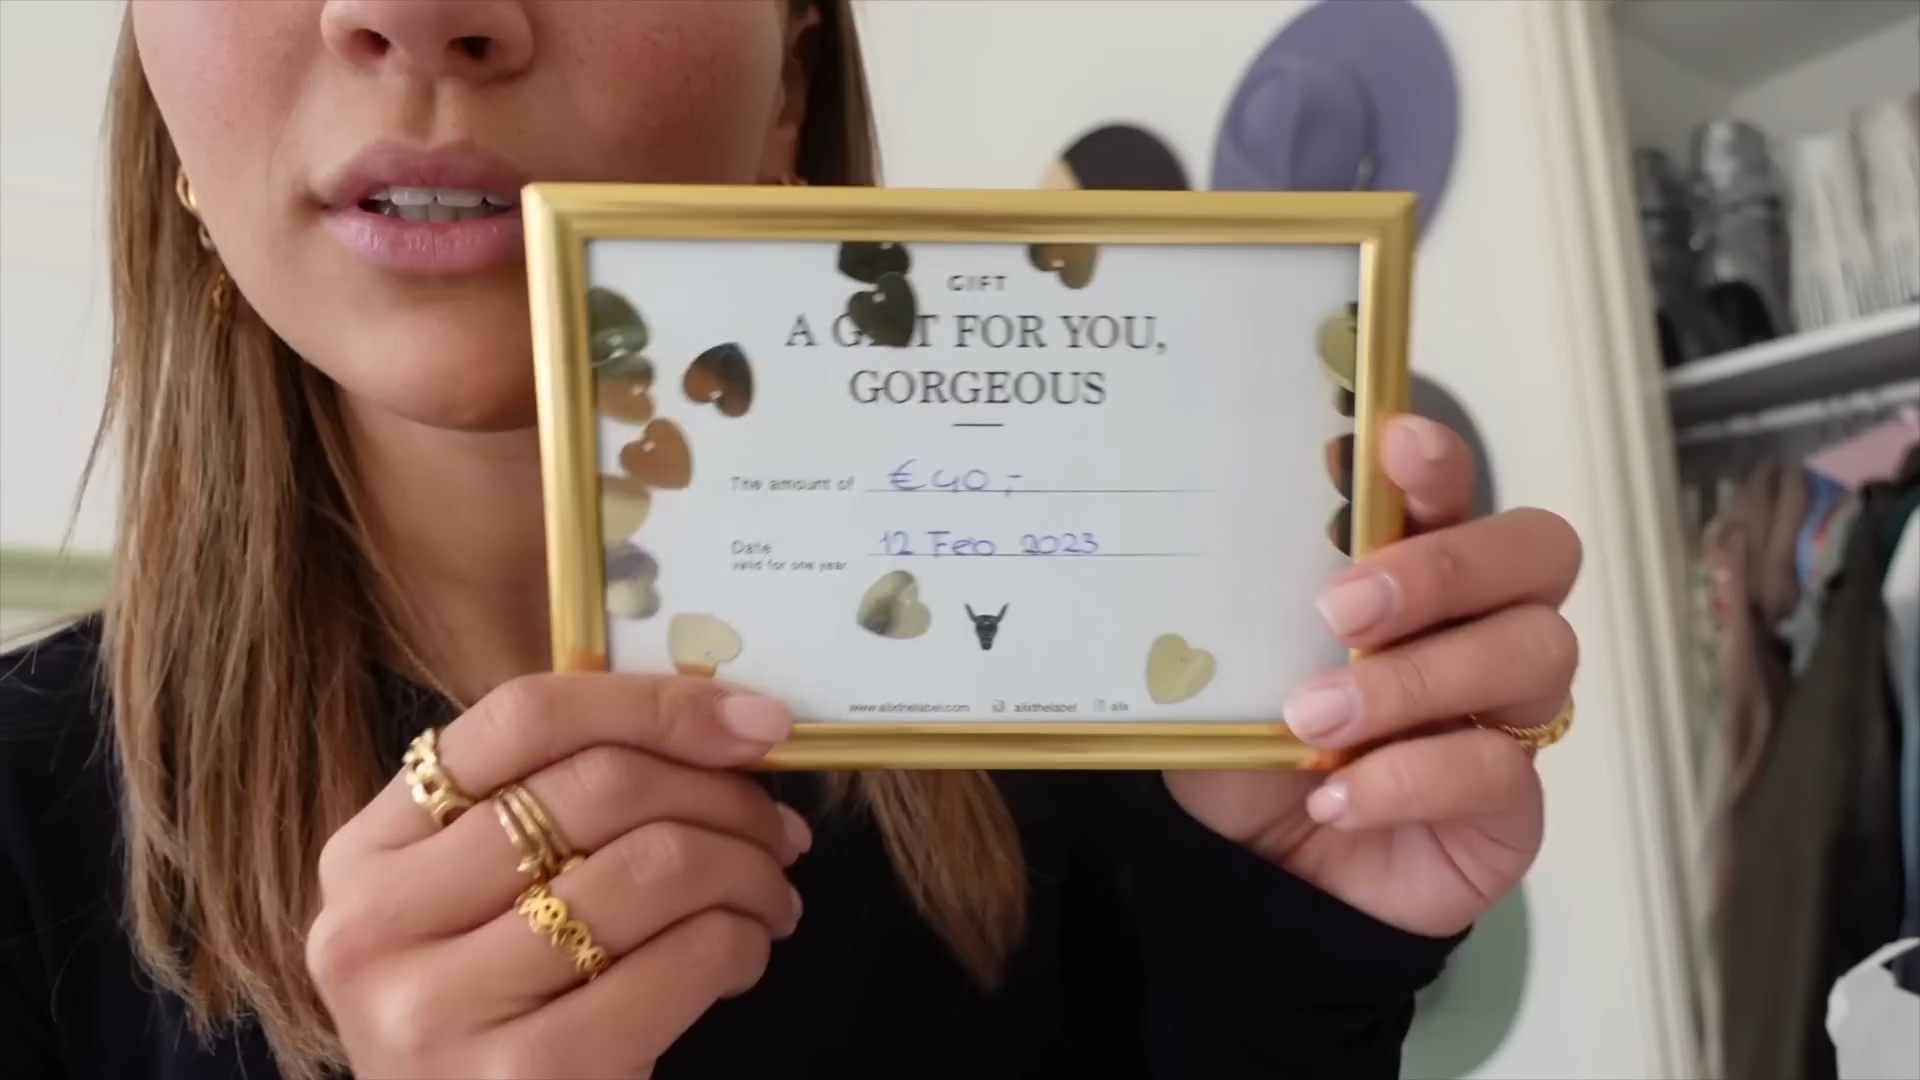 GIFT
A GIFT FOR YOU,
GORGEOUS
The amount of €40,-
Date 12 Feb 2023
valid for one year
www.alixthelabel.com alixthelabel alix